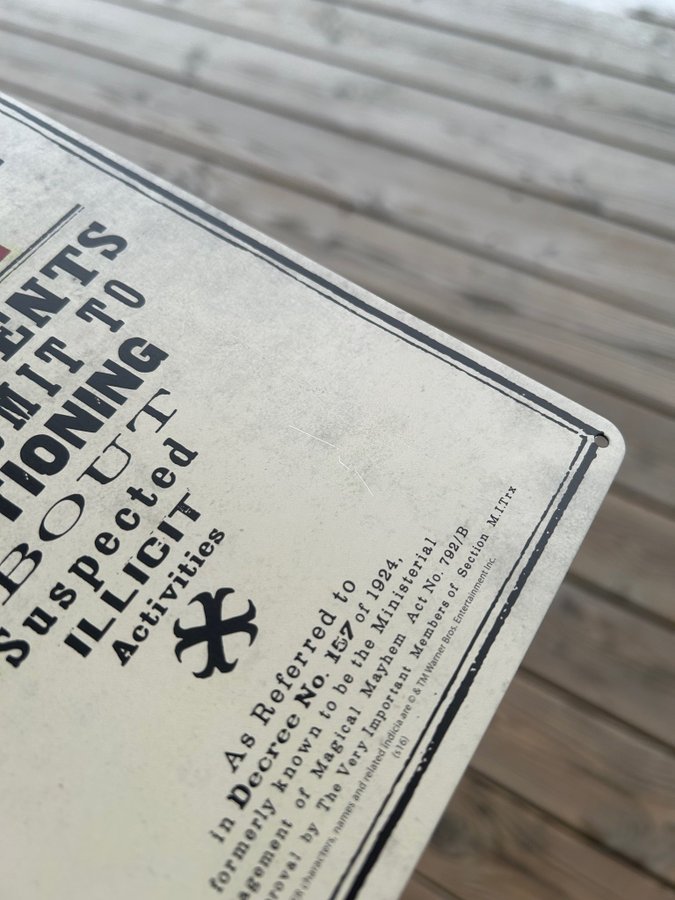 ENTS
MIT TO
TIONING
BOUT
Suspected
ILLICIT
Activities
As Referred to
in Decree No. 157 of 1924,
formerly known to be the Ministerial
agement of Magical Mayhem Act No. 792/B
roval by The Very Important Members of Section M.I.Trx
characters, names and related indicia are © & TM Warner Bros. Entertainment Inc.
(s16)